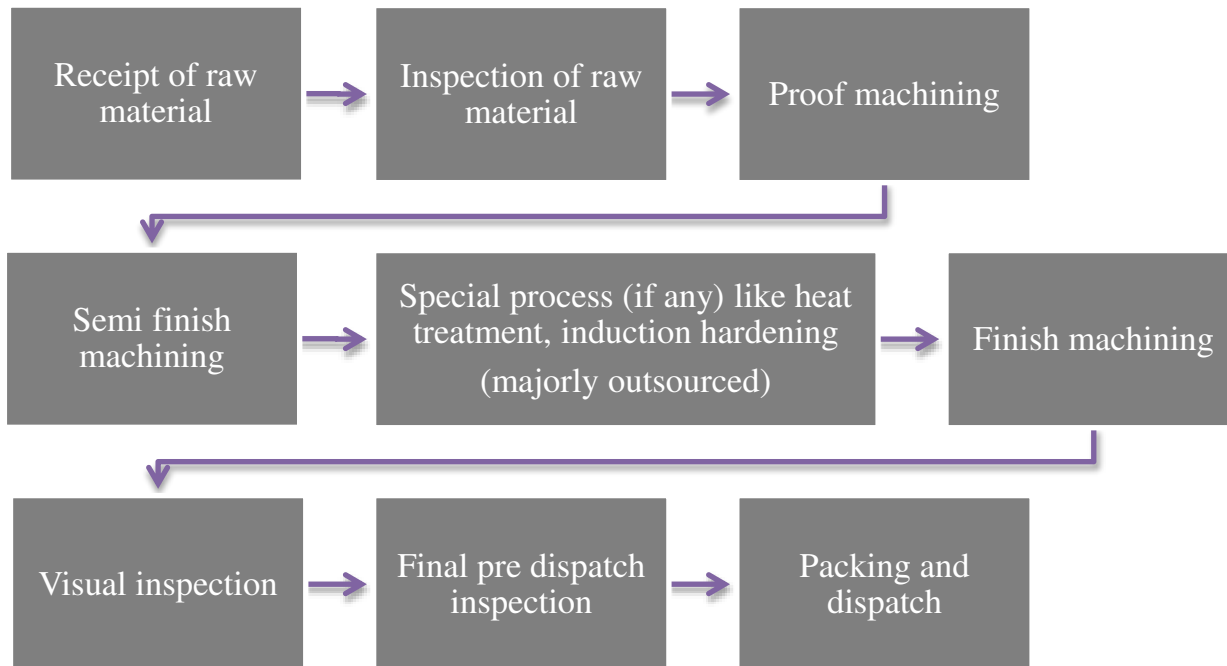 Receipt of raw
material
Inspection of raw
material
Proof machining
Semi finish
machining
Special process (if any) like heat
treatment, induction hardening
(majorly outsourced)
Finish machining
Visual inspection
Final pre dispatch
inspection
Packing and
dispatch